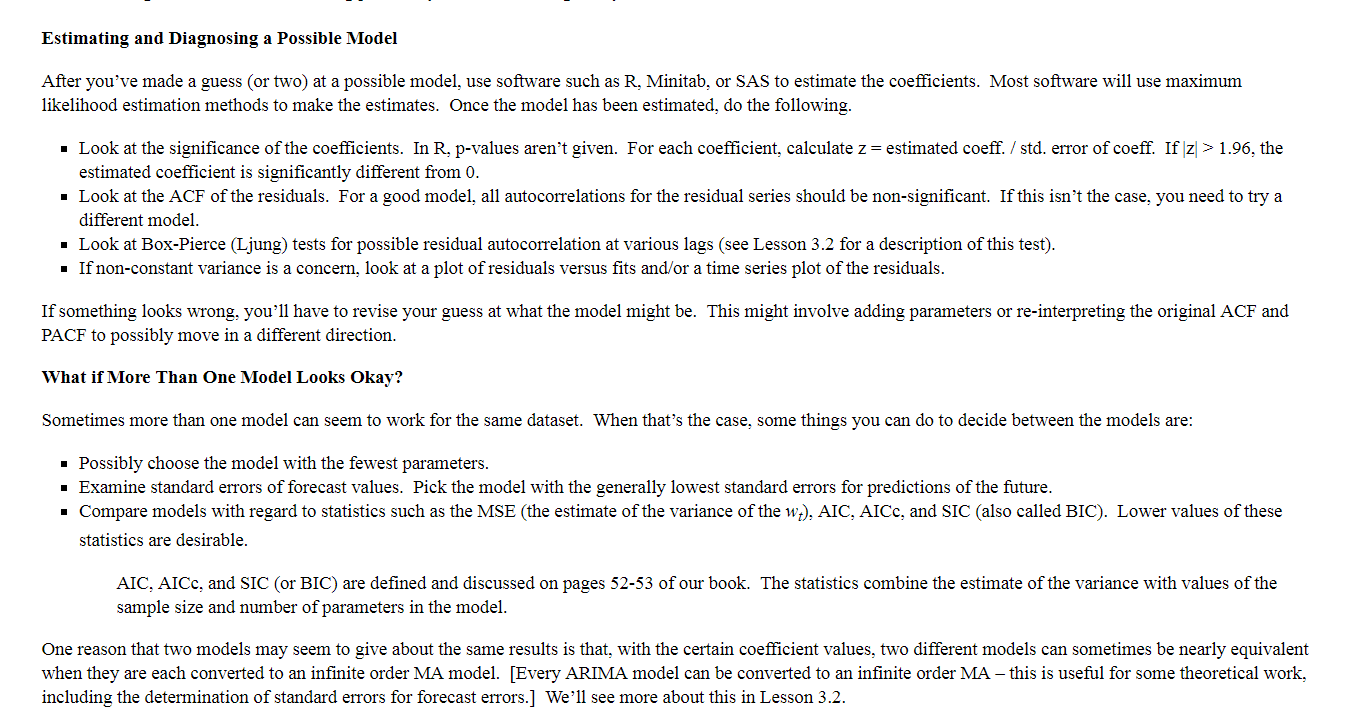 Estimating and Diagnosing a Possible Model
After you’ve made a guess (or two) at a possible model, use software such as R, Minitab, or SAS to estimate the coefficients.  Most software will use maximum
likelihood estimation methods to make the estimates.  Once the model has been estimated, do the following.
▪ Look at the significance of the coefficients.  In R, p-values aren’t given.  For each coefficient, calculate z = estimated coeff. / std. error of coeff.  If |z| > 1.96, the
estimated coefficient is significantly different from 0.
▪ Look at the ACF of the residuals.  For a good model, all autocorrelations for the residual series should be non-significant.  If this isn’t the case, you need to try a
different model.
▪ Look at Box-Pierce (Ljung) tests for possible residual autocorrelation at various lags (see Lesson 3.2 for a description of this test).
▪ If non-constant variance is a concern, look at a plot of residuals versus fits and/or a time series plot of the residuals.
If something looks wrong, you’ll have to revise your guess at what the model might be.  This might involve adding parameters or re-interpreting the original ACF and
PACF to possibly move in a different direction.
What if More Than One Model Looks Okay?
Sometimes more than one model can seem to work for the same dataset.  When that’s the case, some things you can do to decide between the models are:
▪ Possibly choose the model with the fewest parameters.
▪ Examine standard errors of forecast values.  Pick the model with the generally lowest standard errors for predictions of the future.
▪ Compare models with regard to statistics such as the MSE (the estimate of the variance of the wₜ), AIC, AICc, and SIC (also called BIC).  Lower values of these
statistics are desirable.
AIC, AICc, and SIC (or BIC) are defined and discussed on pages 52-53 of our book.  The statistics combine the estimate of the variance with values of the
sample size and number of parameters in the model.
One reason that two models may seem to give about the same results is that, with the certain coefficient values, two different models can sometimes be nearly equivalent
when they are each converted to an infinite order MA model.  [Every ARIMA model can be converted to an infinite order MA – this is useful for some theoretical work,
including the determination of standard errors for forecast errors.]  We’ll see more about this in Lesson 3.2.